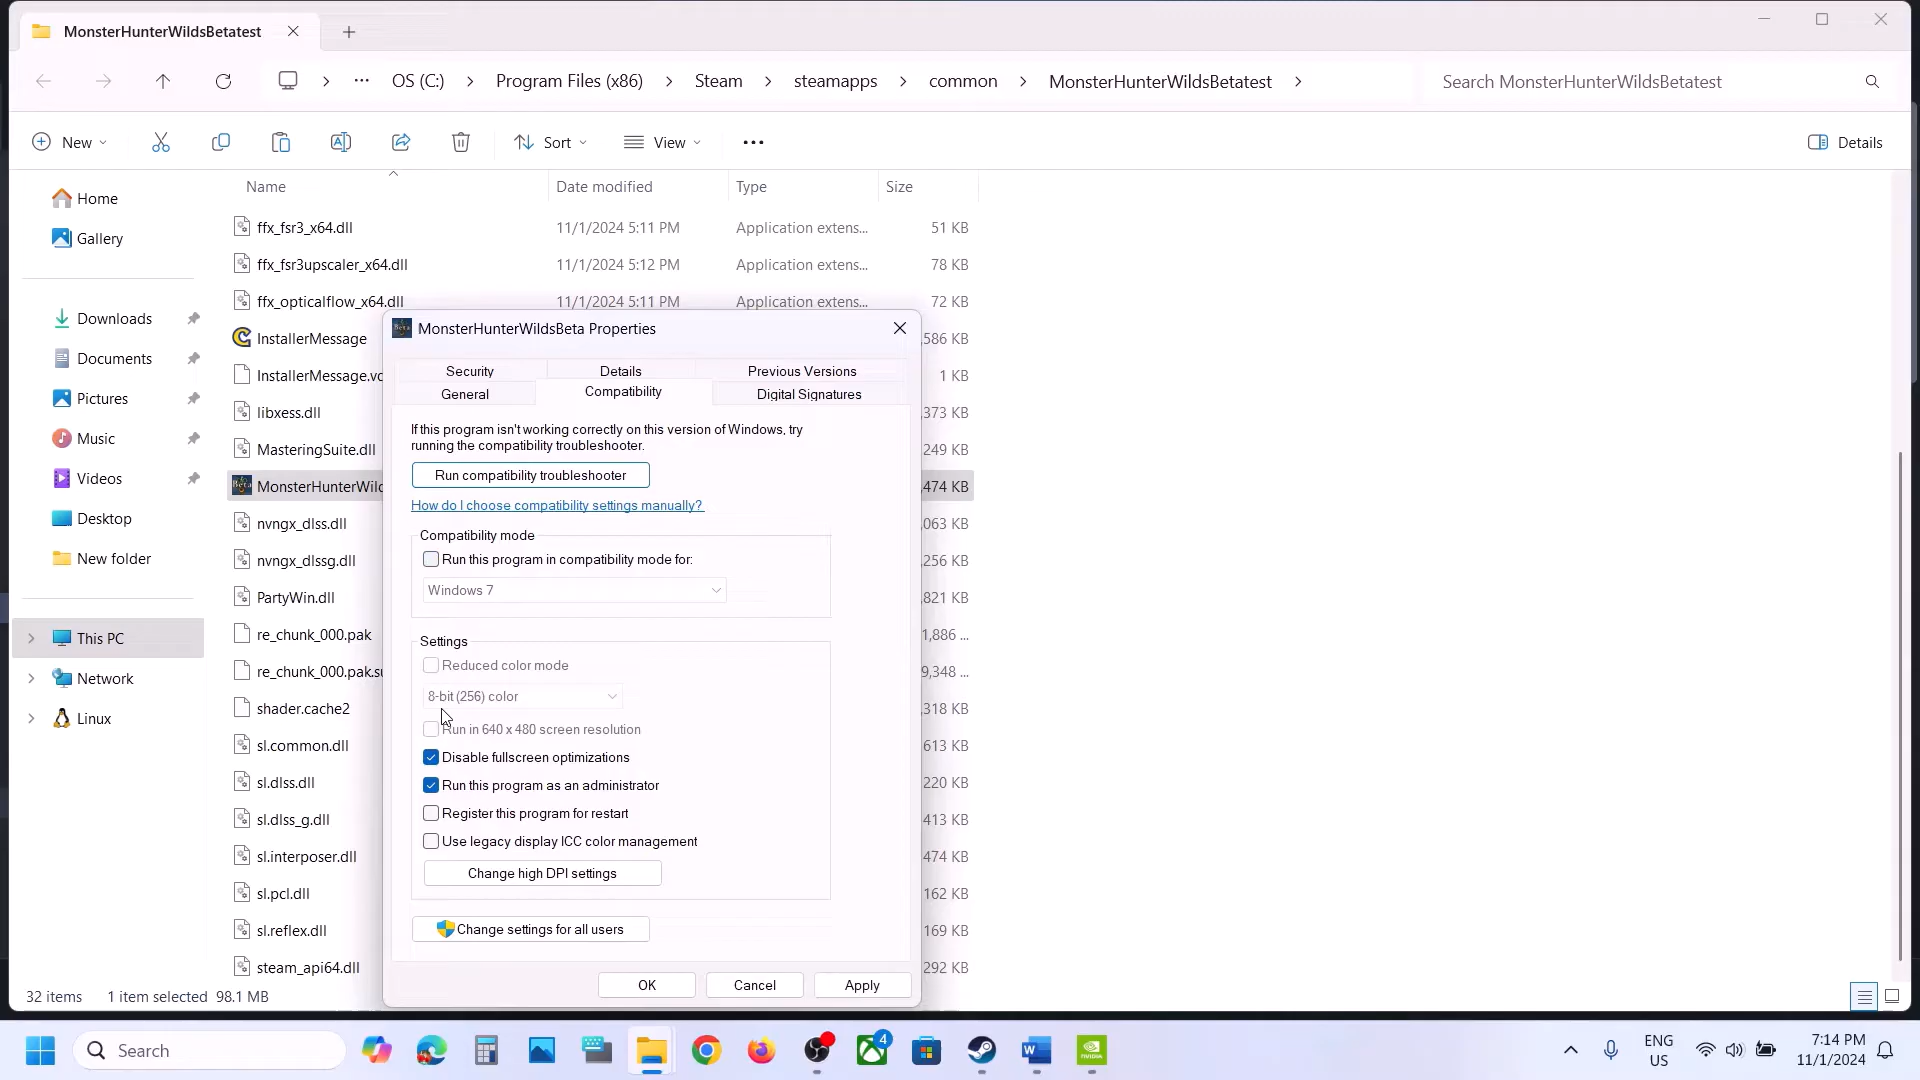 MonsterHunterWildsBetatest
OS (C:) Program Files (x86) Steam steamapps common MonsterHunterWildsBetatest
Search MonsterHunterWildsBetatest
New Sort View Details
Name Date modified Type Size
Home
Gallery
Downloads
Documents
Pictures
Music
Videos
Desktop
New folder
This PC
Network
Linux
ffx_fsr3_x64.dll 11/1/2024 5:11 PM Application extens... 51 KB
ffx_fsr3upscaler_x64.dll 11/1/2024 5:12 PM Application extens... 78 KB
ffx_opticalflow_x64.dll 11/1/2024 5:11 PM Application extens... 72 KB
InstallerMessage ,586 KB
InstallerMessage.vc 1 KB
libxess.dll ,373 KB
MasteringSuite.dll 249 KB
MonsterHunterWild ,474 KB
nvngx_dlss.dll ,063 KB
nvngx_dlssg.dll ,256 KB
PartyWin.dll ,821 KB
re_chunk_000.pak 1,886 ...
re_chunk_000.pak.su 9,348 ...
shader.cache2 ,318 KB
sl.common.dll 613 KB
sl.dlss.dll 220 KB
sl.dlss_g.dll 413 KB
sl.interposer.dll 474 KB
sl.pcl.dll 162 KB
sl.reflex.dll 169 KB
steam_api64.dll 292 KB
MonsterHunterWildsBeta Properties
Security Details Previous Versions
General Compatibility Digital Signatures
If this program isn't working correctly on this version of Windows, try
running the compatibility troubleshooter.
Run compatibility troubleshooter
How do I choose compatibility settings manually?
Compatibility mode
Run this program in compatibility mode for:
Windows 7
Settings
Reduced color mode
8-bit (256) color
Run in 640 x 480 screen resolution
Disable fullscreen optimizations
Run this program as an administrator
Register this program for restart
Use legacy display ICC color management
Change high DPI settings
Change settings for all users
OK Cancel Apply
32 items 1 item selected 98.1 MB
Search
4
ENG
US
7:14 PM
11/1/2024